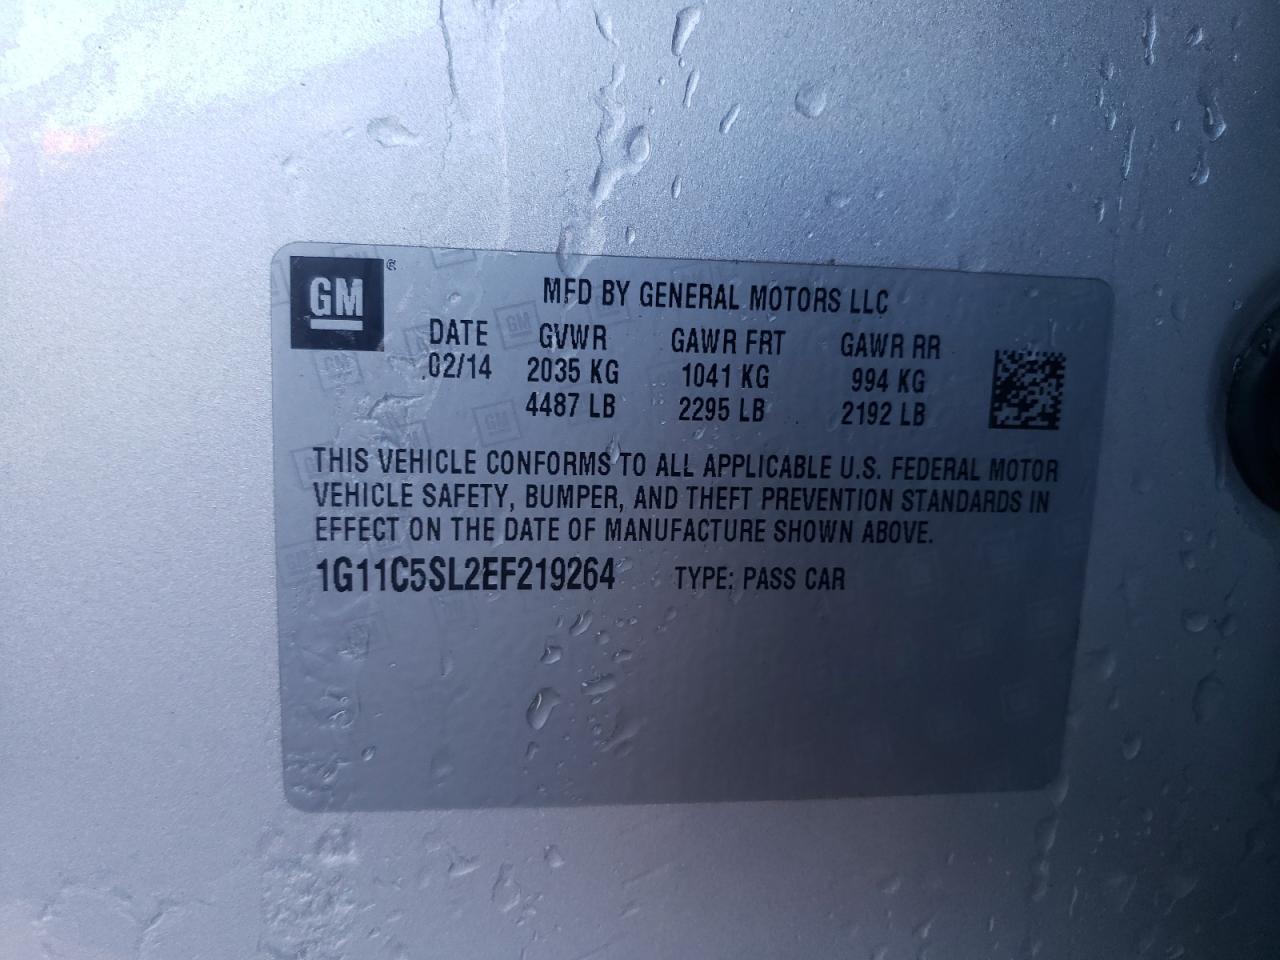 GM ®
MFD BY GENERAL MOTORS LLC
DATE GVWR GAWR FRT GAWR RR
02/14 2035 KG 1041 KG 994 KG
4487 LB 2295 LB 2192 LB
THIS VEHICLE CONFORMS TO ALL APPLICABLE U.S. FEDERAL MOTOR
VEHICLE SAFETY, BUMPER, AND THEFT PREVENTION STANDARDS IN
EFFECT ON THE DATE OF MANUFACTURE SHOWN ABOVE.
1G11C5SL2EF219264 TYPE: PASS CAR